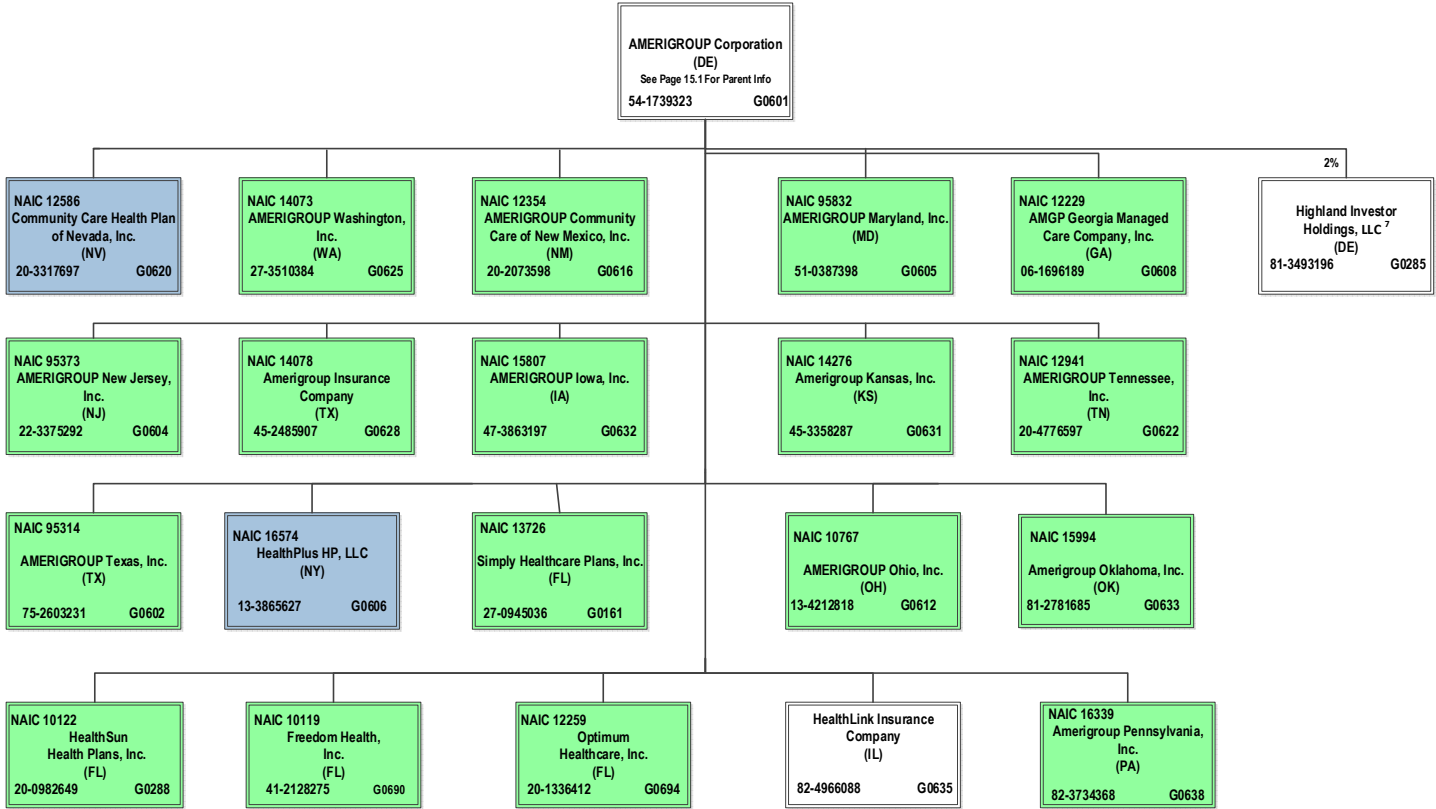 AMERIGROUP Corporation
(DE)
See Page 15.1 For Parent Info
54-1739323 G0601
2%
NAIC 12586
Community Care Health Plan
of Nevada, Inc.
(NV)
20-3317697 G0620
NAIC 14073
AMERIGROUP Washington,
Inc.
(WA)
27-3510384 G0625
NAIC 12354
AMERIGROUP Community
Care of New Mexico, Inc.
(NM)
20-2073598 G0616
NAIC 95832
AMERIGROUP Maryland, Inc.
(MD)
51-0387398 G0605
NAIC 12229
AMGP Georgia Managed
Care Company, Inc.
(GA)
06-1696189 G0608
Highland Investor
Holdings, LLC 7
(DE)
81-3493196 G0285
NAIC 95373
AMERIGROUP New Jersey,
Inc.
(NJ)
22-3375292 G0604
NAIC 14078
Amerigroup Insurance
Company
(TX)
45-2485907 G0628
NAIC 15807
AMERIGROUP Iowa, Inc.
(IA)
47-3863197 G0632
NAIC 14276
Amerigroup Kansas, Inc.
(KS)
45-3358287 G0631
NAIC 12941
AMERIGROUP Tennessee,
Inc.
(TN)
20-4776597 G0622
NAIC 95314
AMERIGROUP Texas, Inc.
(TX)
75-2603231 G0602
NAIC 16574
HealthPlus HP, LLC
(NY)
13-3865627 G0606
NAIC 13726
Simply Healthcare Plans, Inc.
(FL)
27-0945036 G0161
NAIC 10767
AMERIGROUP Ohio, Inc.
(OH)
13-4212818 G0612
NAIC 15994
Amerigroup Oklahoma, Inc.
(OK)
81-2781685 G0633
NAIC 10122
HealthSun
Health Plans, Inc.
(FL)
20-0982649 G0288
NAIC 10119
Freedom Health,
Inc.
(FL)
41-2128275 G0690
NAIC 12259
Optimum
Healthcare, Inc.
(FL)
20-1336412 G0694
HealthLink Insurance
Company
(IL)
82-4966088 G0635
NAIC 16339
Amerigroup Pennsylvania,
Inc.
(PA)
82-3734368 G0638